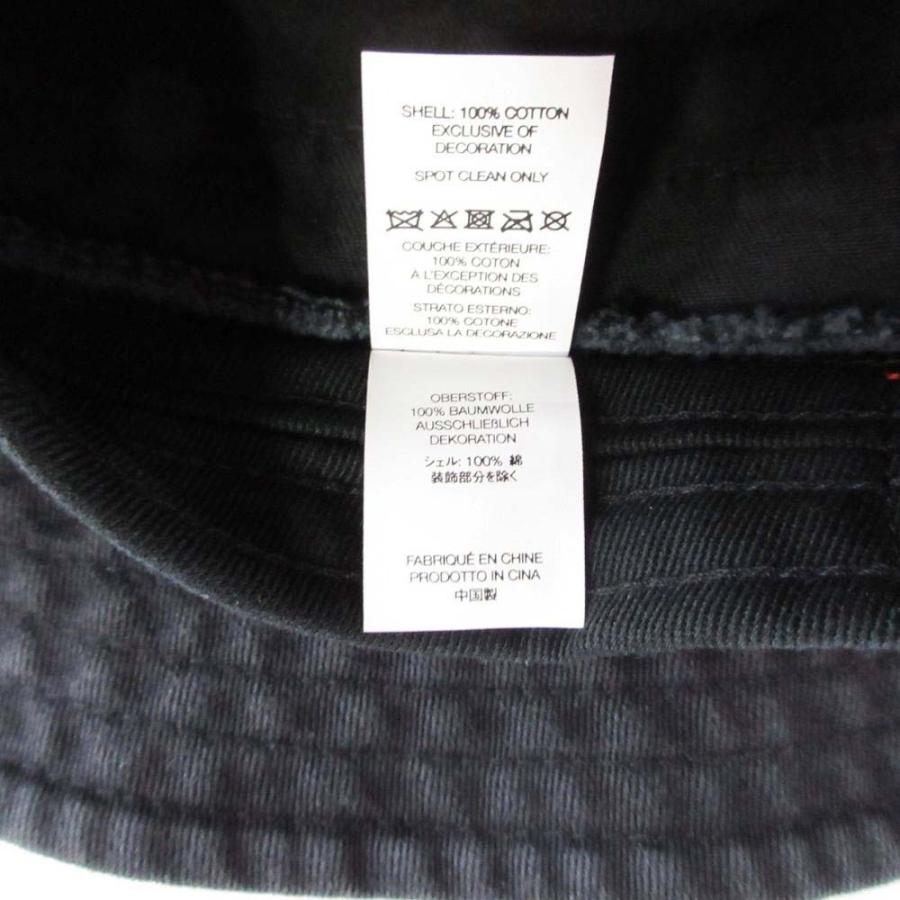 SHELL: 100% COTTON
EXCLUSIVE OF
DECORATION
SPOT CLEAN ONLY
COUCHE EXTÉRIEURE:
100% COTON
À L'EXCEPTION DES
DÉCORATIONS
STRATO ESTERNO:
100% COTONE
ESCLUSA LA DECORAZIONE
OBERSTOFF:
100% BAUMWOLLE
AUSSCHLIEßLICH
DEKORATION
シェル: 100% 綿
装飾部分を除く
FABRIQUÉ EN CHINE
PRODOTTO IN CINA
中国製